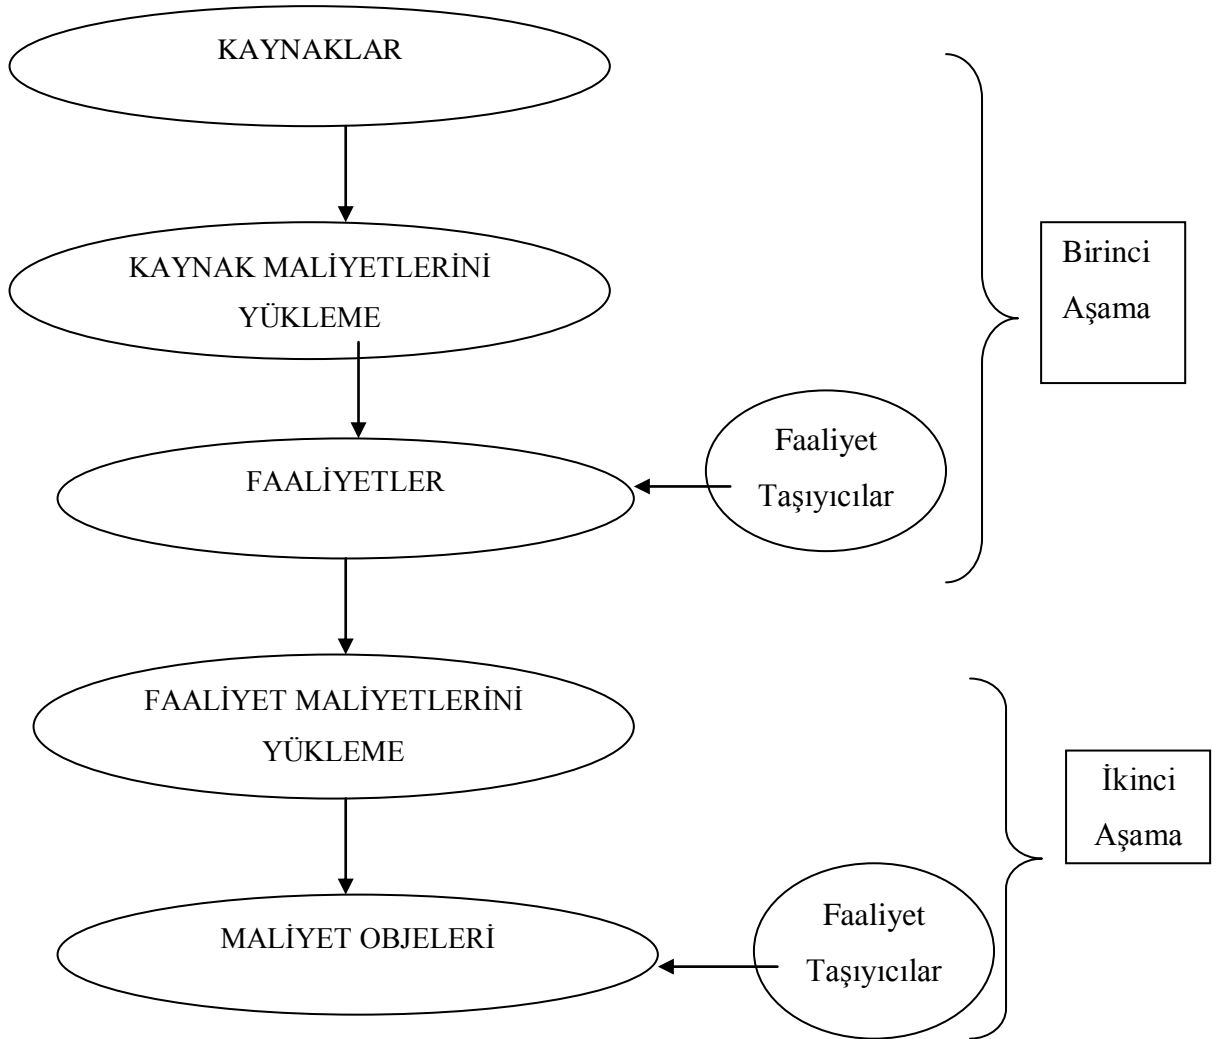 KAYNAKLAR
KAYNAK MALİYETLERİNİ
YÜKLEME
Birinci
Aşama
FAALİYETLER
Faaliyet
Taşıyıcılar
FAALİYET MALİYETLERİNİ
YÜKLEME
İkinci
Aşama
MALİYET OBJELERİ
Faaliyet
Taşıyıcılar